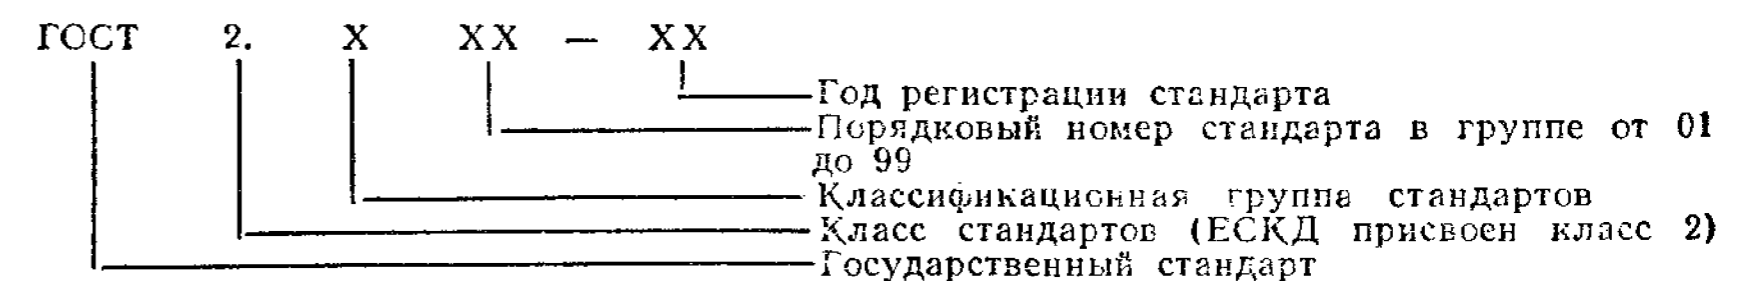 ГОСТ 2. X XX — XX
Год регистрации стандарта
Порядковый номер стандарта в группе от 01
до 99
Классификационная группа стандартов
Класс стандартов (ЕСКД присвоен класс 2)
Государственный стандарт